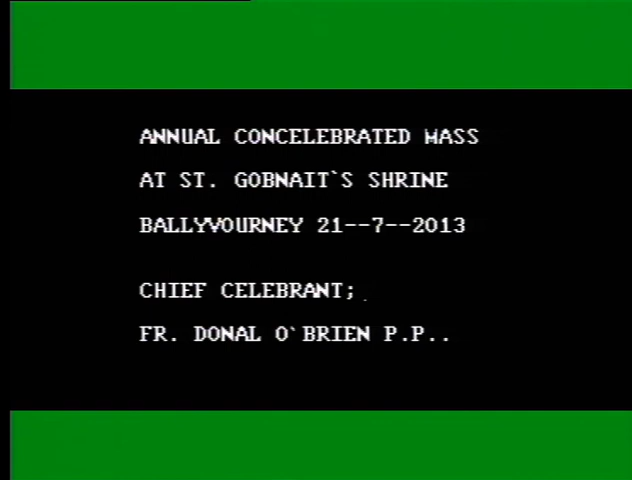 ANNUAL CONCELEBRATED MASS
AT ST. GOBNAIT`S SHRINE
BALLYVOURNEY 21--7--2013
CHIEF CELEBRANT;
FR. DONAL O`BRIEN P.P..